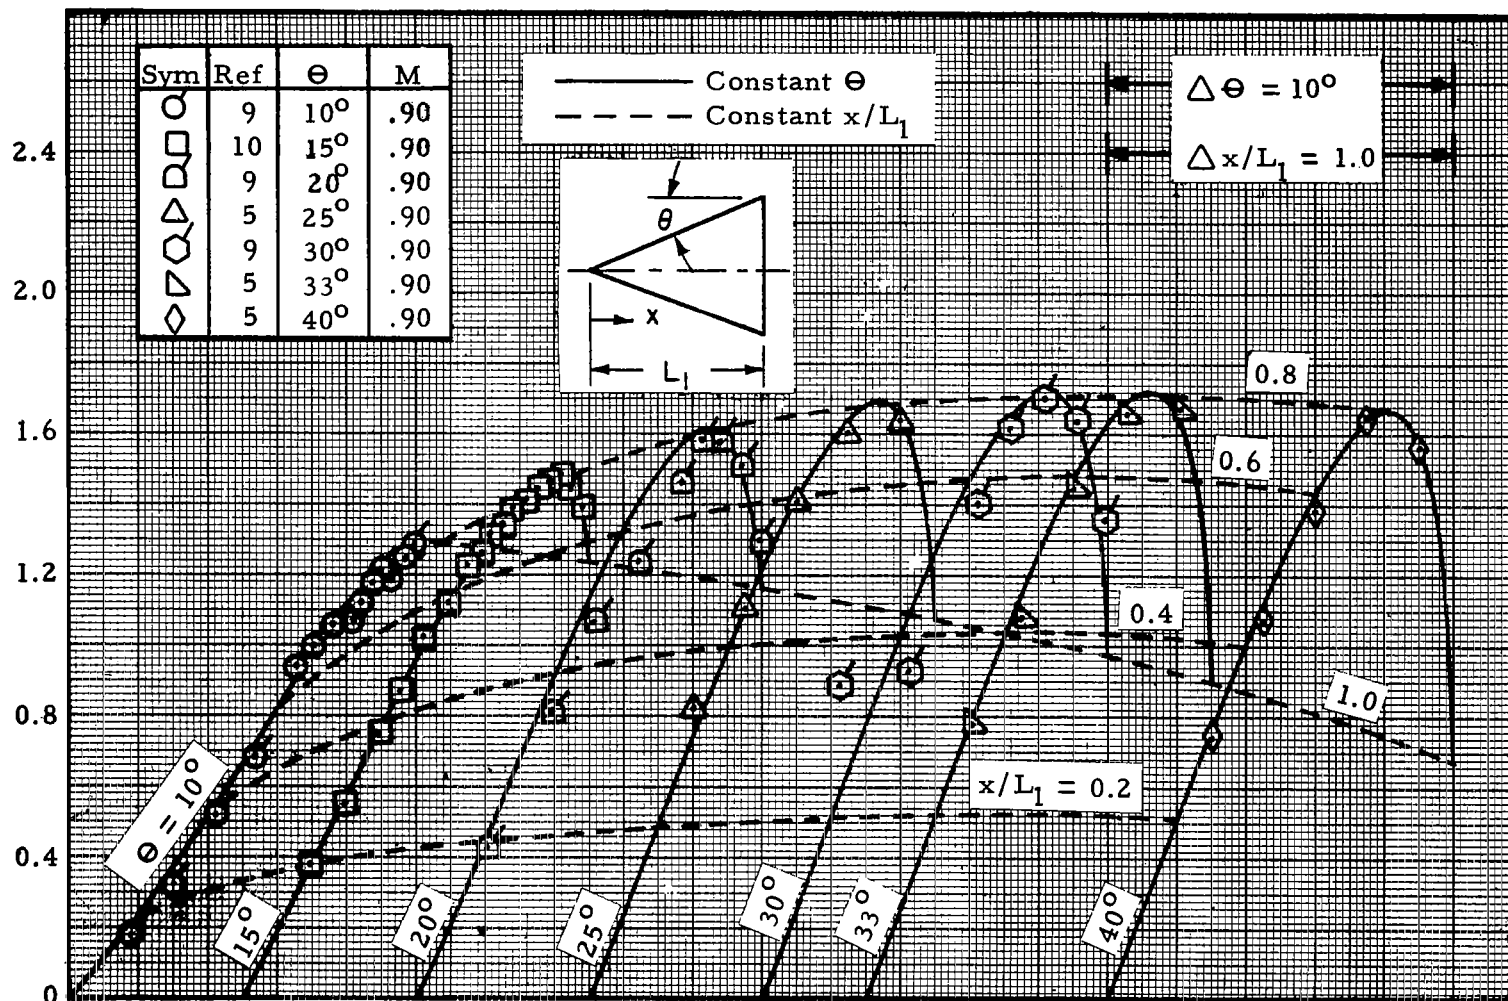 Sym Ref Θ M
9 10° .90
10 15° .90
9 20° .90
5 25° .90
9 30° .90
5 33° .90
5 40° .90
Constant Θ
Constant x/L₁
△Θ = 10°
△x/L₁ = 1.0
θ
x
L₁
2.4
2.0
1.6
1.2
0.8
0.4
0
0.8
0.6
0.4
1.0
x/L₁ = 0.2
Θ = 10°
15°
20°
25°
30°
33°
40°